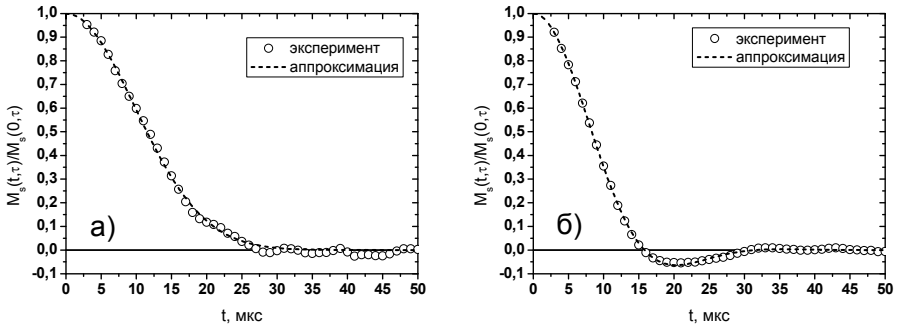 1,0
0,9
0,8
0,7
0,6
0,5
0,4
0,3
0,2
0,1
0,0
-0,1
M_s(t,τ)/M_s(0,τ)
эксперимент
аппроксимация
а)
0 5 10 15 20 25 30 35 40 45 50
t, мкс
1,0
0,9
0,8
0,7
0,6
0,5
0,4
0,3
0,2
0,1
0,0
-0,1
M_s(t,τ)/M_s(0,τ)
эксперимент
аппроксимация
б)
0 5 10 15 20 25 30 35 40 45 50
t, мкс